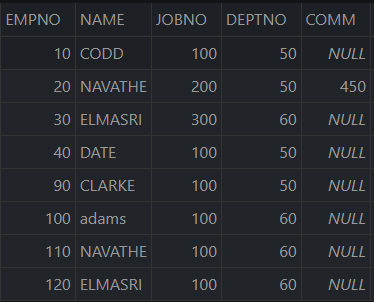 EMPNO NAME JOBNO DEPTNO COMM
10 CODD 100 50 NULL
20 NAVATHE 200 50 450
30 ELMASRI 300 60 NULL
40 DATE 100 50 NULL
90 CLARKE 100 50 NULL
100 adams 100 60 NULL
110 NAVATHE 100 60 NULL
120 ELMASRI 100 60 NULL